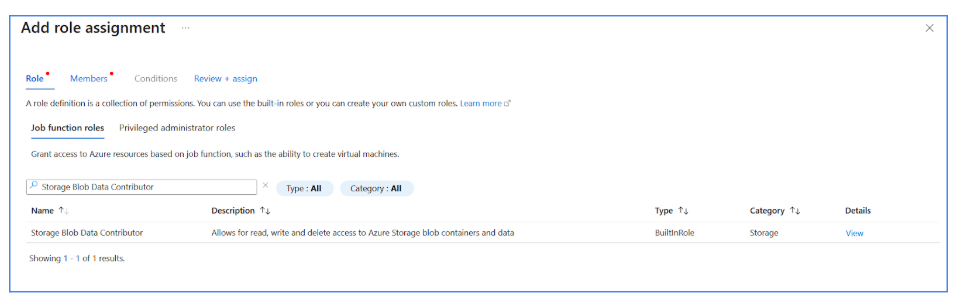 Add role assignment ...
Role Members Conditions Review + assign
A role definition is a collection of permissions. You can use the built-in roles or you can create your own custom roles. Learn more
Job function roles Privileged administrator roles
Grant access to Azure resources based on job function, such as the ability to create virtual machines.
Storage Blob Data Contributor Type : All Category : All
Name ↑↓ Description ↑↓ Type ↑↓ Category ↑↓ Details
Storage Blob Data Contributor Allows for read, write and delete access to Azure Storage blob containers and data BuiltInRole Storage View
Showing 1 - 1 of 1 results.